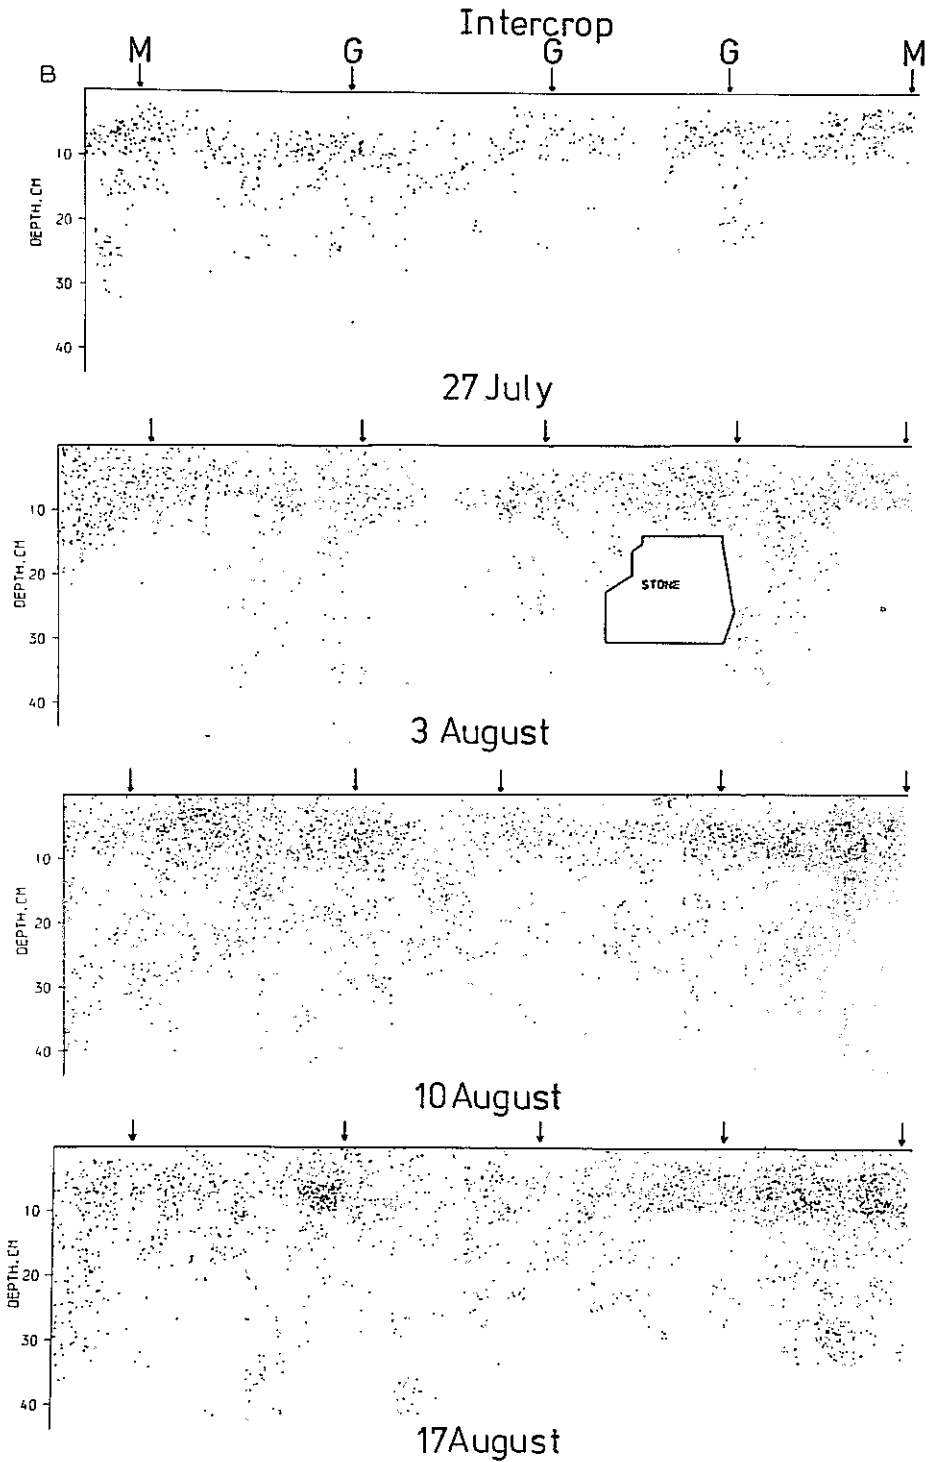 Intercrop
B M G G G M
DEPTH, CM
10
20
30
40
27 July
DEPTH, CM
10
20
30
40
STONE
3 August
DEPTH, CM
10
20
30
40
10 August
DEPTH, CM
10
20
30
40
17 August